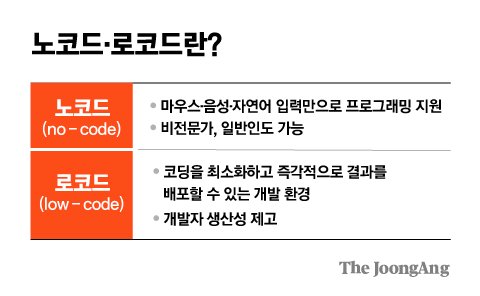 노코드·로코드란?
노코드
(no – code)
• 마우스·음성·자연어 입력만으로 프로그래밍 지원
• 비전문가, 일반인도 가능
로코드
(low – code)
• 코딩을 최소화하고 즉각적으로 결과를
배포할 수 있는 개발 환경
• 개발자 생산성 제고
The JoongAng